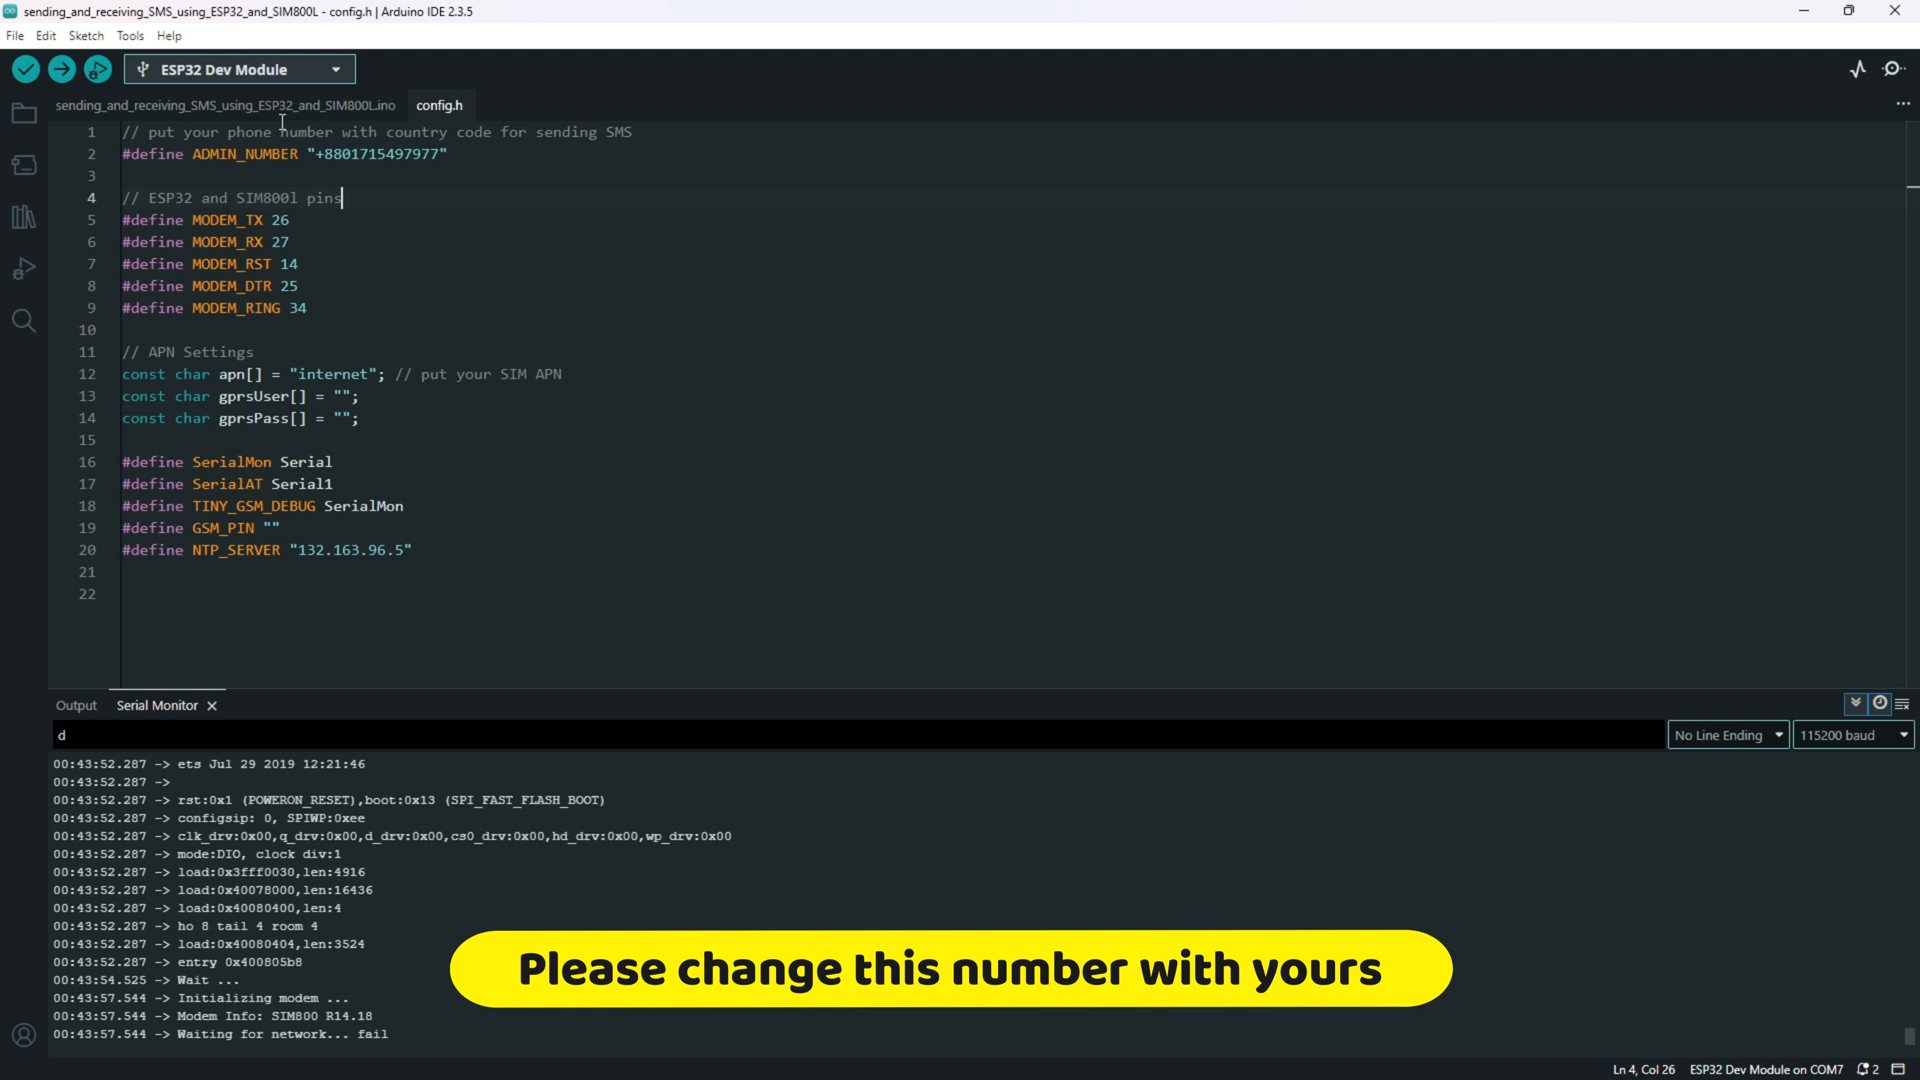 sending_and_receiving_SMS_using_ESP32_and_SIM800L - config.h | Arduino IDE 2.3.5
File Edit Sketch Tools Help
ESP32 Dev Module
sending_and_receiving_SMS_using_ESP32_and_SIM800L.ino config.h
1 // put your phone number with country code for sending SMS
2 #define ADMIN_NUMBER "+8801715497977"
3
4 // ESP32 and SIM800l pins
5 #define MODEM_TX 26
6 #define MODEM_RX 27
7 #define MODEM_RST 14
8 #define MODEM_DTR 25
9 #define MODEM_RING 34
10
11 // APN Settings
12 const char apn[] = "internet"; // put your SIM APN
13 const char gprsUser[] = "";
14 const char gprsPass[] = "";
15
16 #define SerialMon Serial
17 #define SerialAT Serial1
18 #define TINY_GSM_DEBUG SerialMon
19 #define GSM_PIN ""
20 #define NTP_SERVER "132.163.96.5"
21
22
Output Serial Monitor
d
No Line Ending 115200 baud
00:43:52.287 -> ets Jul 29 2019 12:21:46
00:43:52.287 ->
00:43:52.287 -> rst:0x1 (POWERON_RESET),boot:0x13 (SPI_FAST_FLASH_BOOT)
00:43:52.287 -> configsip: 0, SPIWP:0xee
00:43:52.287 -> clk_drv:0x00,q_drv:0x00,d_drv:0x00,cs0_drv:0x00,hd_drv:0x00,wp_drv:0x00
00:43:52.287 -> mode:DIO, clock div:1
00:43:52.287 -> load:0x3fff0030,len:4916
00:43:52.287 -> load:0x40078000,len:16436
00:43:52.287 -> load:0x40080400,len:4
00:43:52.287 -> ho 8 tail 4 room 4
00:43:52.287 -> load:0x40080404,len:3524
00:43:52.287 -> entry 0x400805b8
00:43:54.525 -> Wait ...
00:43:57.544 -> Initializing modem ...
00:43:57.544 -> Modem Info: SIM800 R14.18
00:43:57.544 -> Waiting for network... fail
Please change this number with yours
Ln 4, Col 26 ESP32 Dev Module on COM7 2